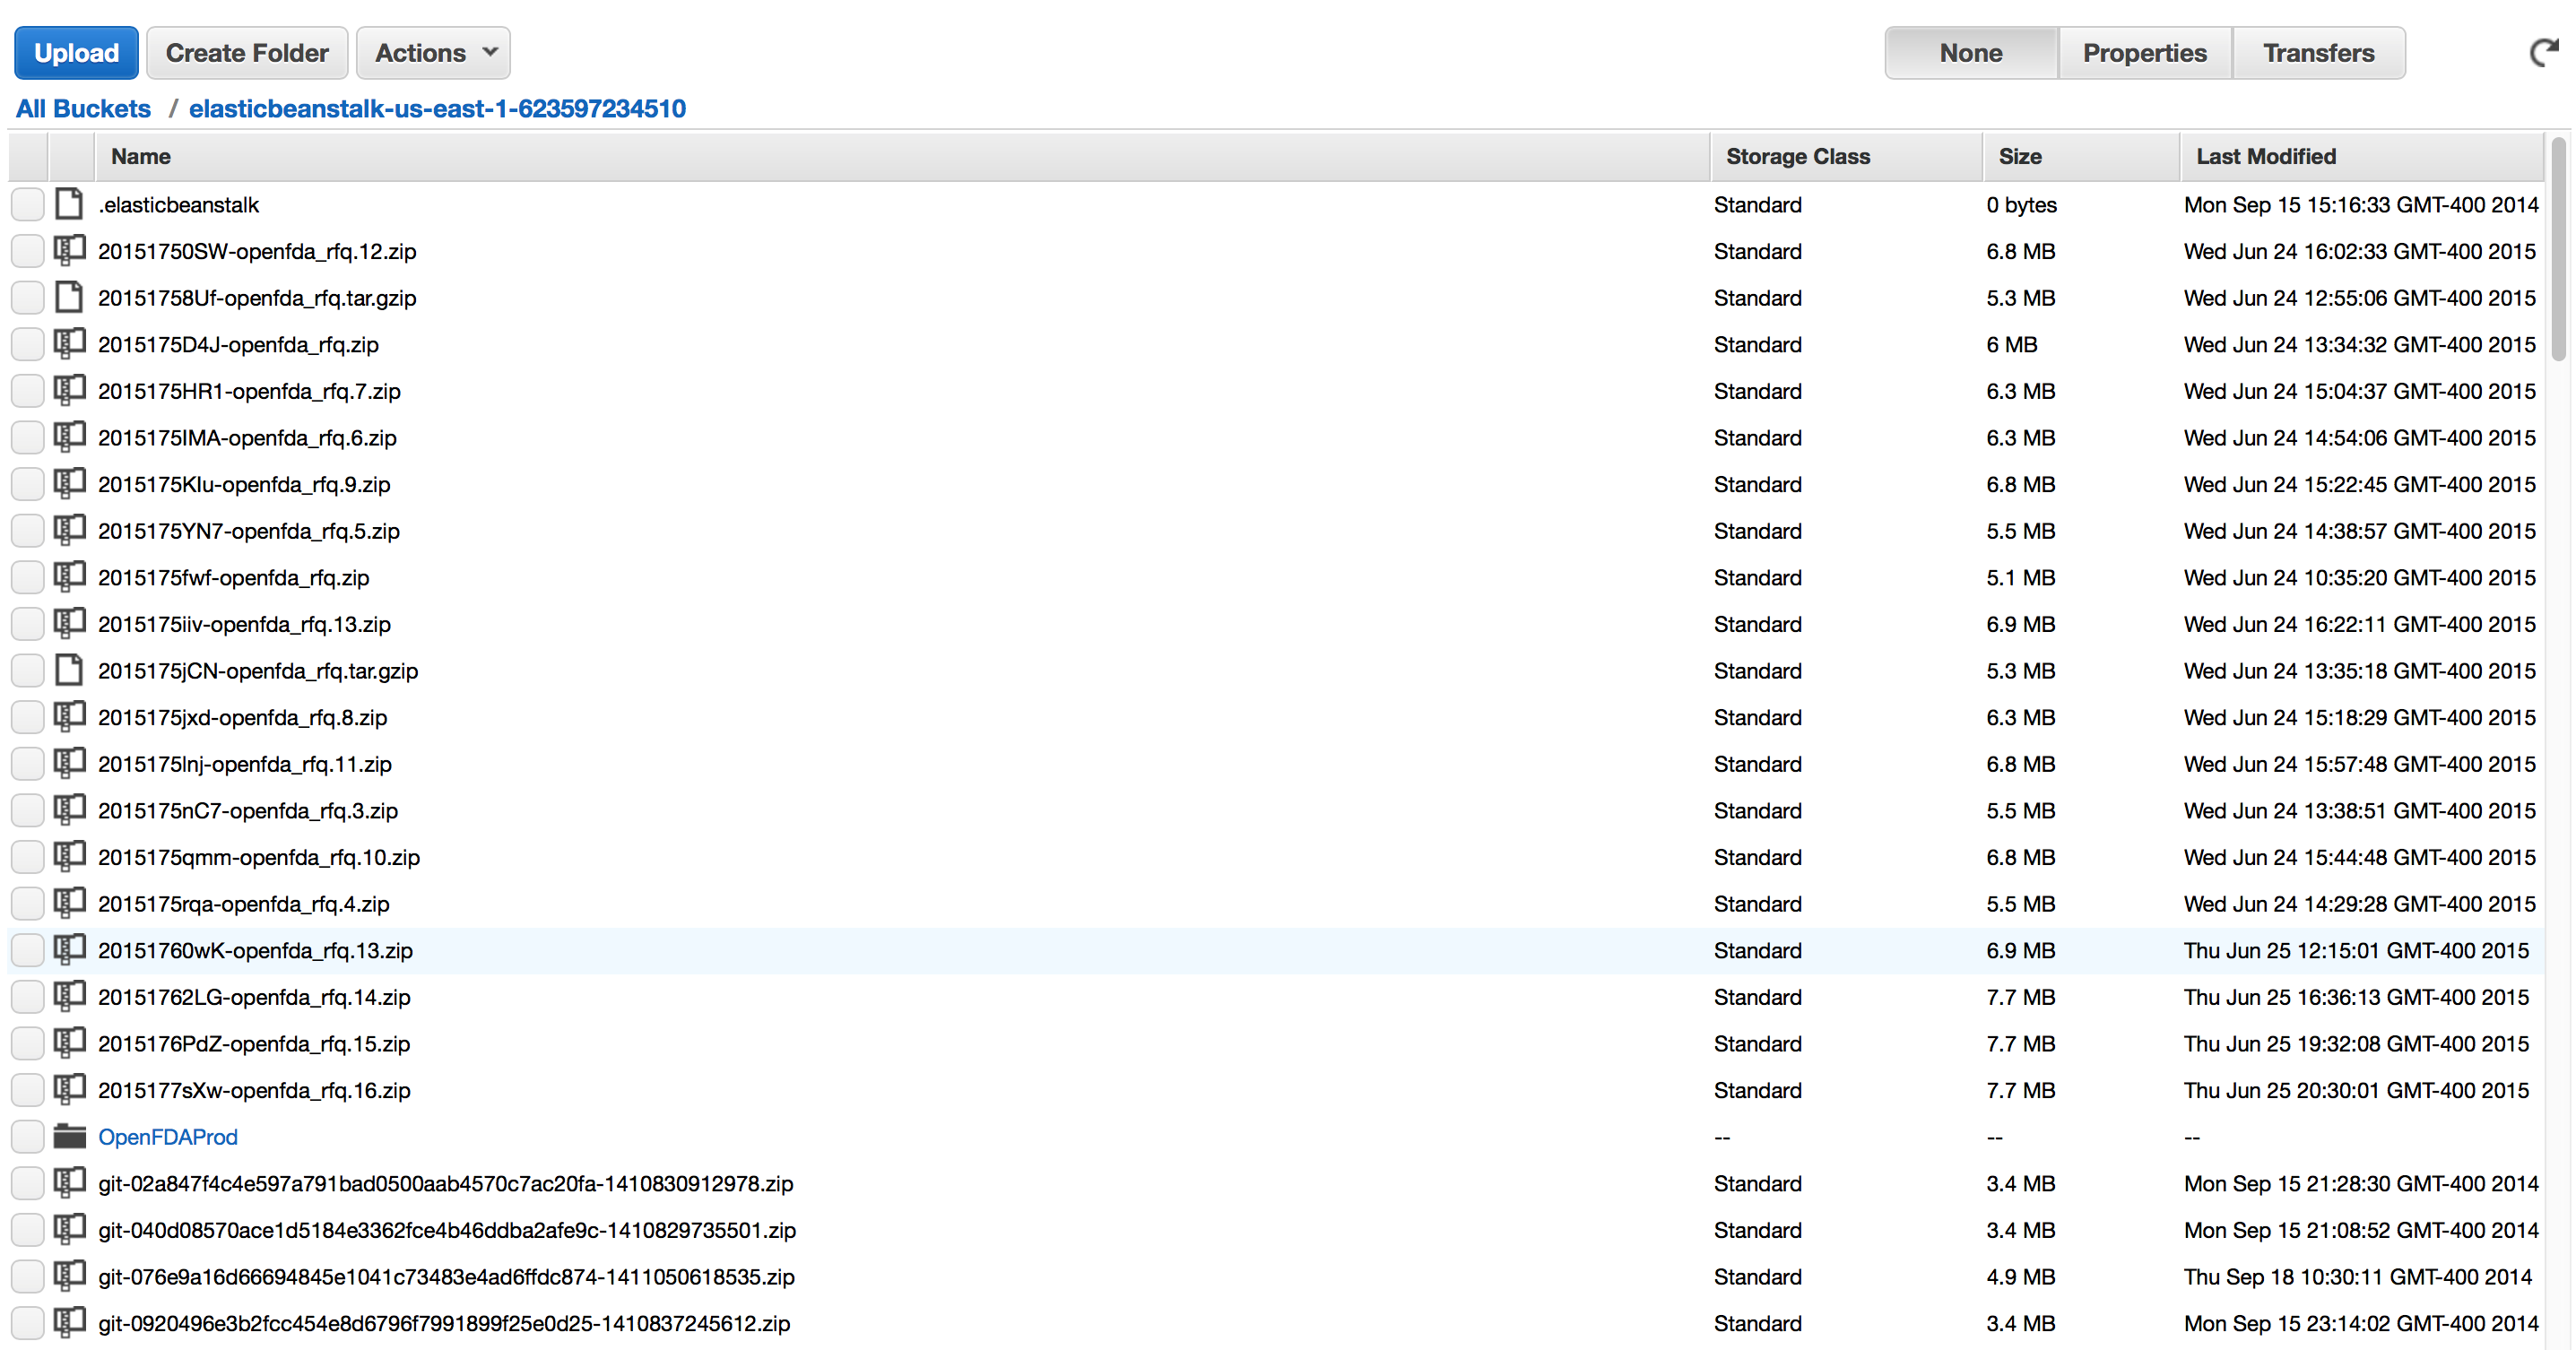 Upload Create Folder Actions None Properties Transfers
All Buckets / elasticbeanstalk-us-east-1-623597234510
Name Storage Class Size Last Modified
.elasticbeanstalk Standard 0 bytes Mon Sep 15 15:16:33 GMT-400 2014
20151750SW-openfda_rfq.12.zip Standard 6.8 MB Wed Jun 24 16:02:33 GMT-400 2015
20151758Uf-openfda_rfq.tar.gzip Standard 5.3 MB Wed Jun 24 12:55:06 GMT-400 2015
2015175D4J-openfda_rfq.zip Standard 6 MB Wed Jun 24 13:34:32 GMT-400 2015
2015175HR1-openfda_rfq.7.zip Standard 6.3 MB Wed Jun 24 15:04:37 GMT-400 2015
2015175IMA-openfda_rfq.6.zip Standard 6.3 MB Wed Jun 24 14:54:06 GMT-400 2015
2015175KIu-openfda_rfq.9.zip Standard 6.8 MB Wed Jun 24 15:22:45 GMT-400 2015
2015175YN7-openfda_rfq.5.zip Standard 5.5 MB Wed Jun 24 14:38:57 GMT-400 2015
2015175fwf-openfda_rfq.zip Standard 5.1 MB Wed Jun 24 10:35:20 GMT-400 2015
2015175iiv-openfda_rfq.13.zip Standard 6.9 MB Wed Jun 24 16:22:11 GMT-400 2015
2015175jCN-openfda_rfq.tar.gzip Standard 5.3 MB Wed Jun 24 13:35:18 GMT-400 2015
2015175jxd-openfda_rfq.8.zip Standard 6.3 MB Wed Jun 24 15:18:29 GMT-400 2015
2015175lnj-openfda_rfq.11.zip Standard 6.8 MB Wed Jun 24 15:57:48 GMT-400 2015
2015175nC7-openfda_rfq.3.zip Standard 5.5 MB Wed Jun 24 13:38:51 GMT-400 2015
2015175qmm-openfda_rfq.10.zip Standard 6.8 MB Wed Jun 24 15:44:48 GMT-400 2015
2015175rqa-openfda_rfq.4.zip Standard 5.5 MB Wed Jun 24 14:29:28 GMT-400 2015
20151760wK-openfda_rfq.13.zip Standard 6.9 MB Thu Jun 25 12:15:01 GMT-400 2015
20151762LG-openfda_rfq.14.zip Standard 7.7 MB Thu Jun 25 16:36:13 GMT-400 2015
2015176PdZ-openfda_rfq.15.zip Standard 7.7 MB Thu Jun 25 19:32:08 GMT-400 2015
2015177sXw-openfda_rfq.16.zip Standard 7.7 MB Thu Jun 25 20:30:01 GMT-400 2015
OpenFDAProd -- -- --
git-02a847f4c4e597a791bad0500aab4570c7ac20fa-1410830912978.zip Standard 3.4 MB Mon Sep 15 21:28:30 GMT-400 2014
git-040d08570ace1d5184e3362fce4b46ddba2afe9c-1410829735501.zip Standard 3.4 MB Mon Sep 15 21:08:52 GMT-400 2014
git-076e9a16d66694845e1041c73483e4ad6ffdc874-1411050618535.zip Standard 4.9 MB Thu Sep 18 10:30:11 GMT-400 2014
git-0920496e3b2fcc454e8d6796f7991899f25e0d25-1410837245612.zip Standard 3.4 MB Mon Sep 15 23:14:02 GMT-400 2014